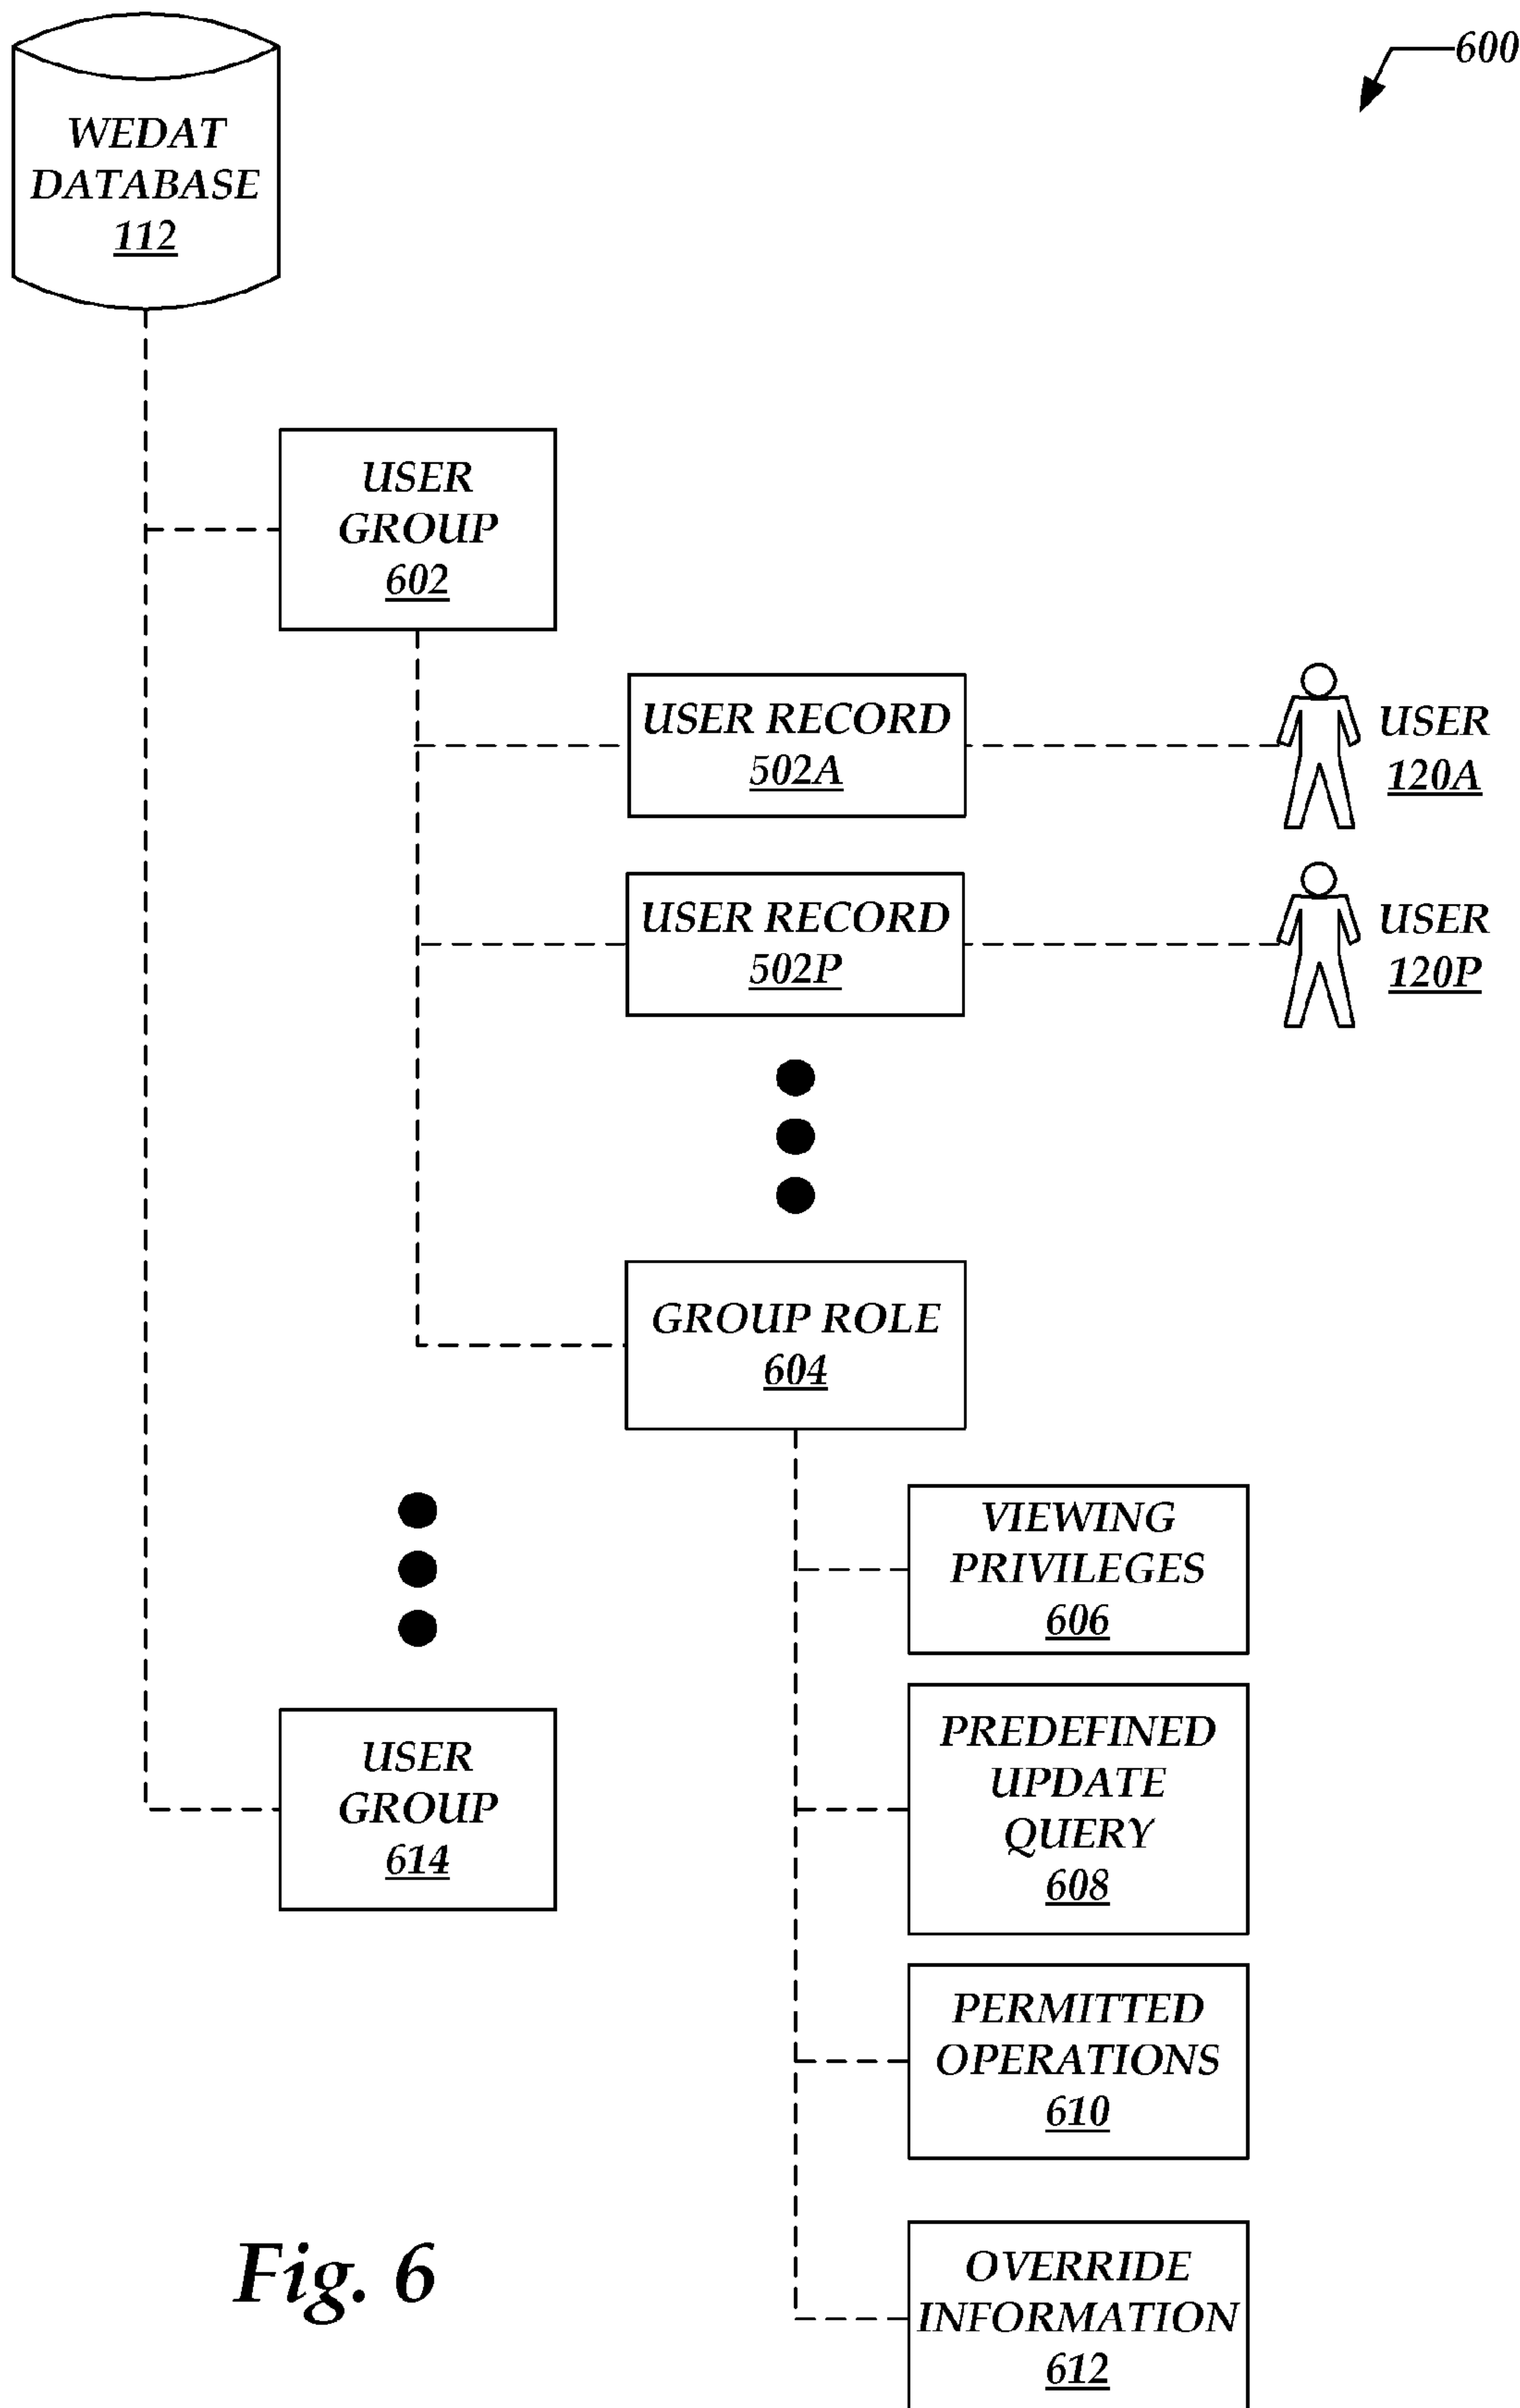 600
WEDAT
DATABASE
112
USER
GROUP
602
USER RECORD
502A
USER
120A
USER RECORD
502P
USER
120P
GROUP ROLE
604
VIEWING
PRIVILEGES
606
PREDEFINED
UPDATE
QUERY
608
USER
GROUP
614
PERMITTED
OPERATIONS
610
OVERRIDE
INFORMATION
612
Fig. 6